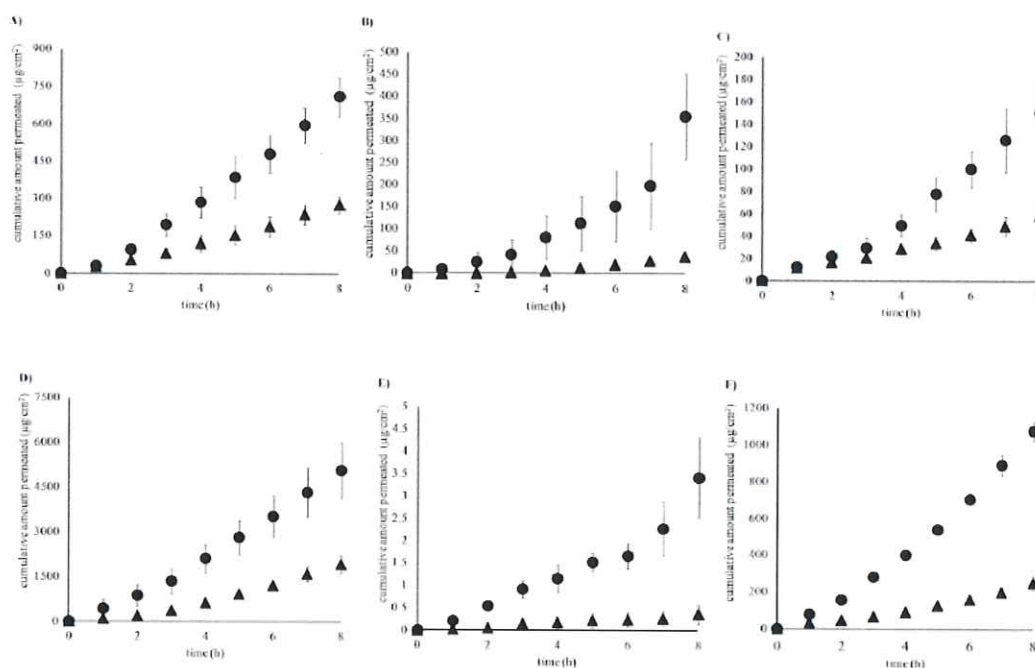 A)
cumulative amount permeated (µg/cm²)
900
750
600
450
300
150
0
0 2 4 6 8
time(h)
B)
cumulative amount permeated (µg/cm²)
500
450
400
350
300
250
200
150
100
50
0
0 2 4 6 8
time(h)
C)
cumulative amount permeated (µg/cm²)
200
180
160
140
120
100
80
60
40
20
0
0 2 4 6
time(h)
D)
cumulative amount permeated (µg/cm²)
7500
6000
4500
3000
1500
0
0 2 4 6 8
time(h)
E)
cumulative amount permeated (µg/cm²)
5
4.5
4
3.5
3
2.5
2
1.5
1
0.5
0
0 2 4 6 8
time(h)
F)
cumulative amount permeated (µg/cm²)
1200
1000
800
600
400
200
0
0 2 4 6 8
time(h)